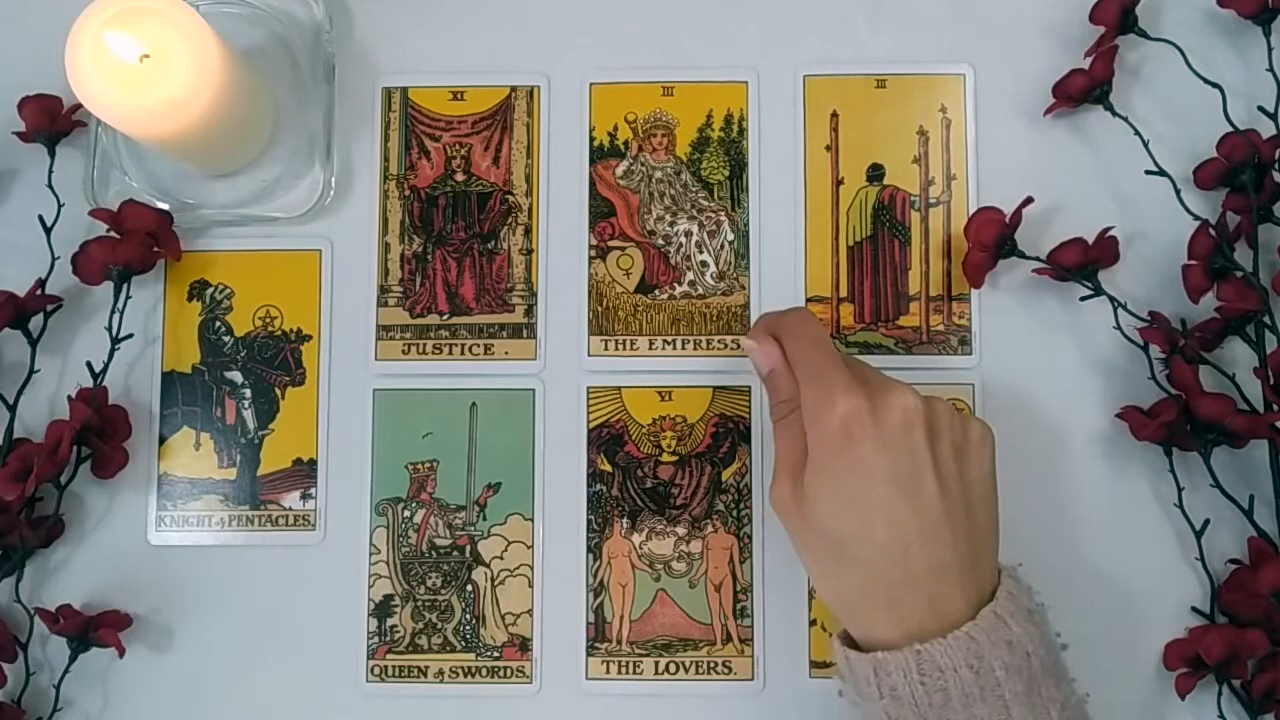 XI
JUSTICE.
III
THE EMPRESS.
III
KNIGHT of PENTACLES.
QUEEN of SWORDS.
VI
THE LOVERS.